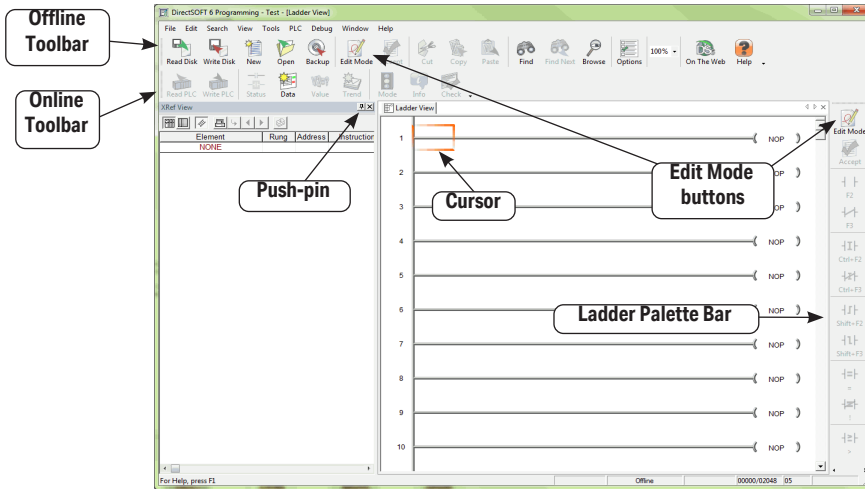 Offline
Toolbar
Online
Toolbar
DirectSOFT 6 Programming - Test - [Ladder View]
File Edit Search View Tools PLC Debug Window Help
Read Disk Write Disk New Open Backup Edit Mode Accept Cut Copy Paste Find Find Next Browse Options 100% On The Web Help
Read PLC Write PLC Status Data Value Trend Mode Info Check
XRef View
Ladder View
Element Rung Address Instruction
NONE
Push-pin
Cursor
Edit Mode
buttons
Ladder Palette Bar
1 NOP
2
3 NOP
4 NOP
5 NOP
6 NOP
7 NOP
8 NOP
9 NOP
10 NOP
Edit Mode
Accept
F2
F3
Ctrl+F2
Ctrl+F3
Shift+F2
Shift+F3
=
!
>
For Help, press F1
Offline
00000/02048 05